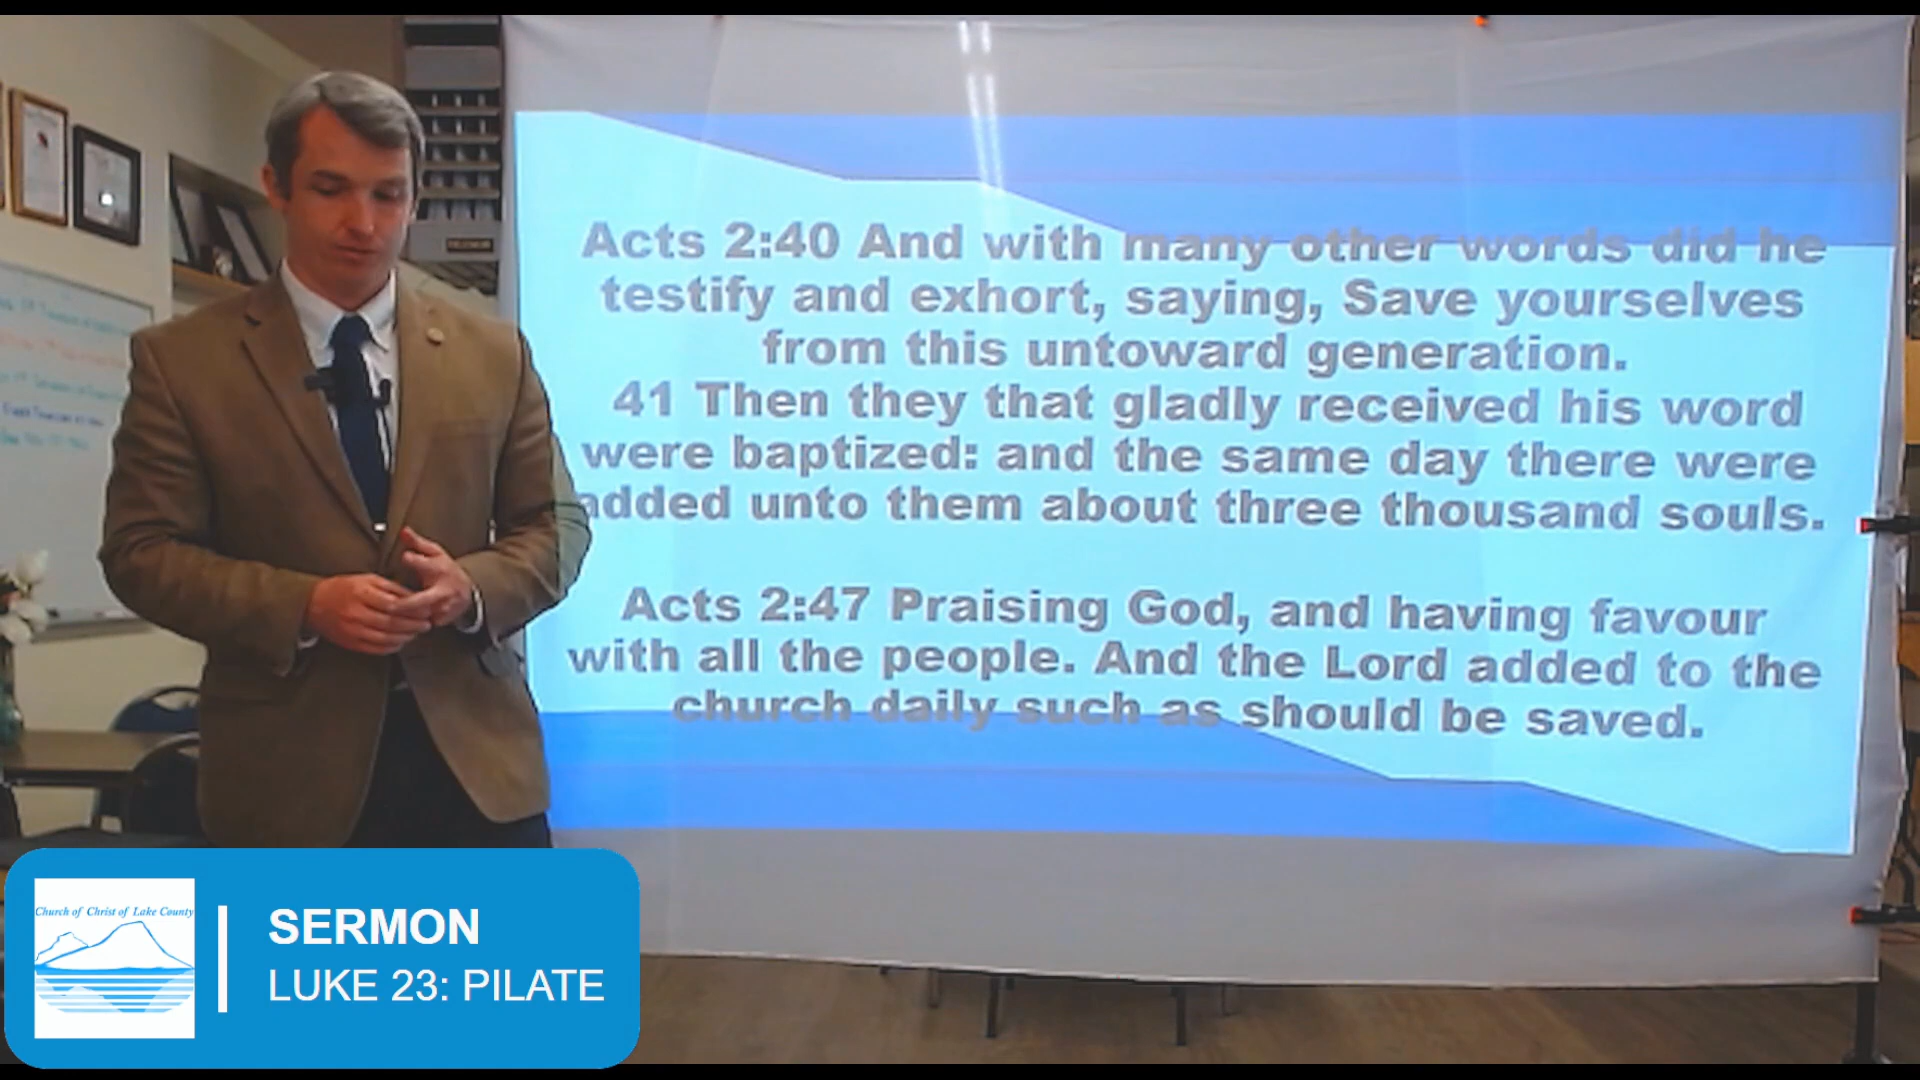 Acts 2:40 And with many other words did he
testify and exhort, saying, Save yourselves
from this untoward generation.
41 Then they that gladly received his word
were baptized: and the same day there were
added unto them about three thousand souls.
Acts 2:47 Praising God, and having favour
with all the people. And the Lord added to the
church daily such as should be saved.
Church of Christ of Lake County
SERMON
LUKE 23: PILATE